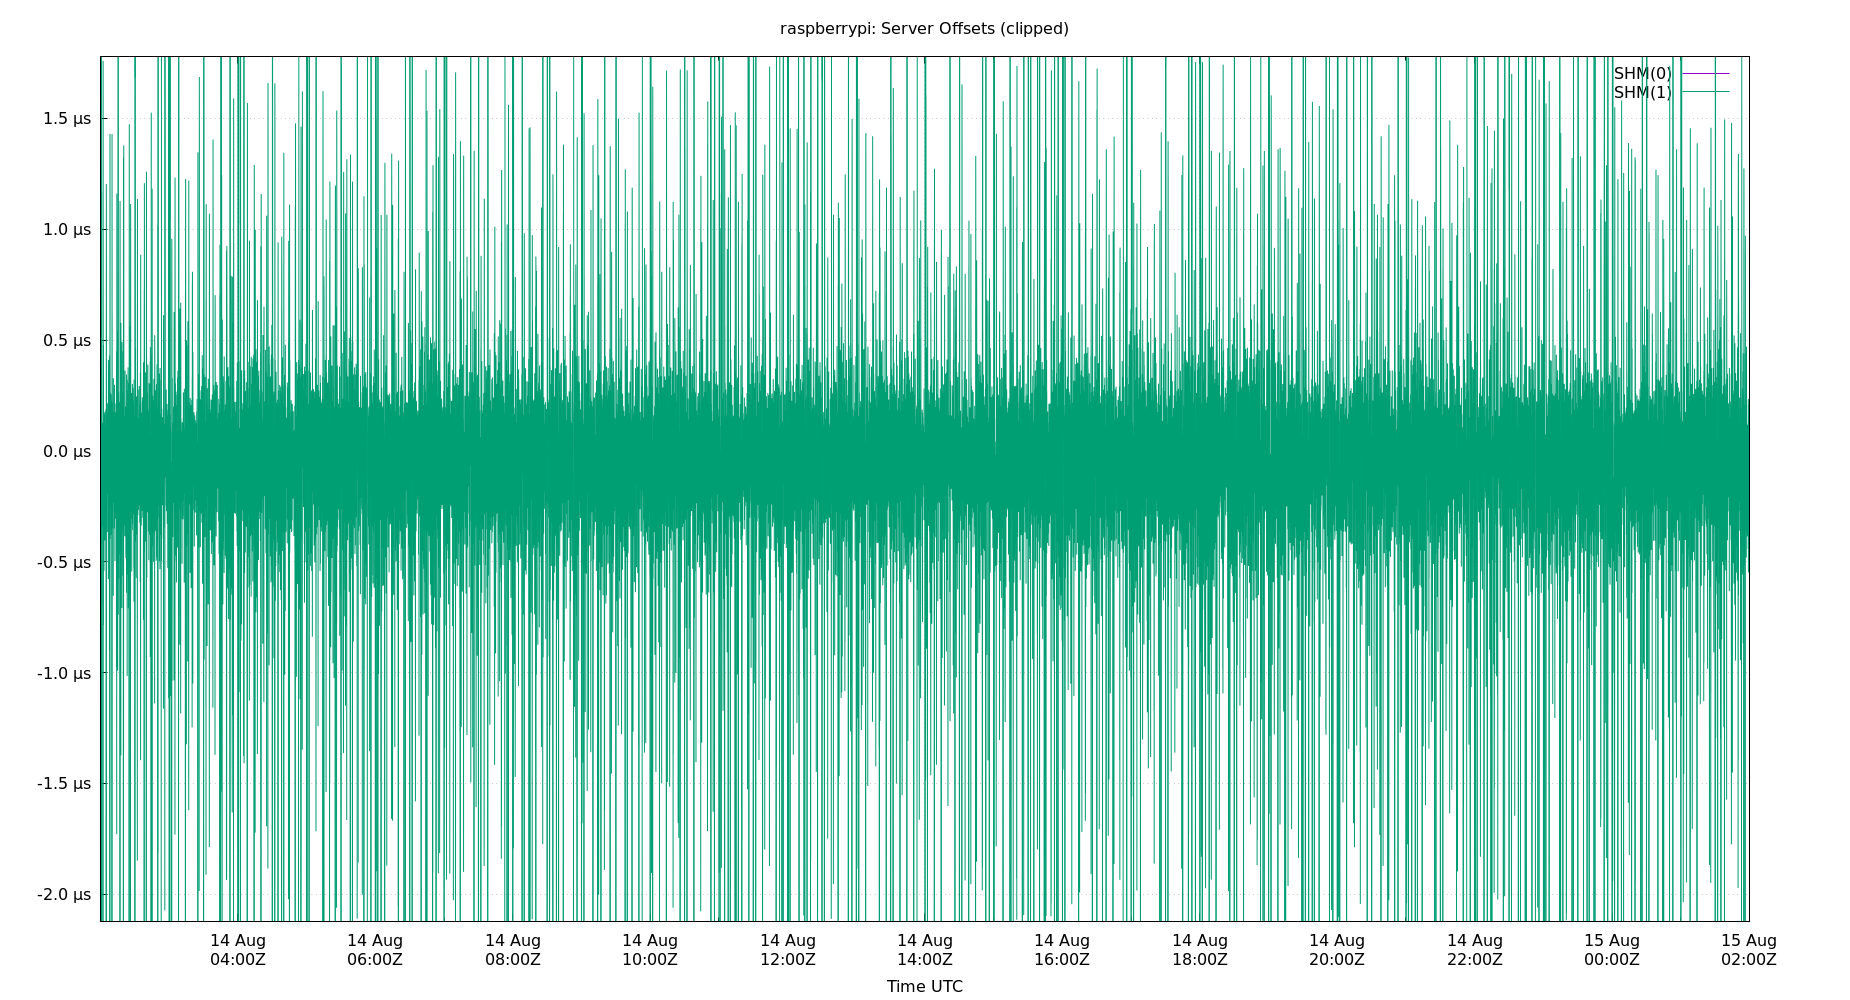 raspberrypi: Server Offsets (clipped)
SHM(0)
SHM(1)
1.5 µs
1.0 µs
0.5 µs
0.0 µs
-0.5 µs
-1.0 µs
-1.5 µs
-2.0 µs
14 Aug 14 Aug 14 Aug 14 Aug 14 Aug 14 Aug 14 Aug 14 Aug 14 Aug 14 Aug 15 Aug 15 Aug
04:00Z 06:00Z 08:00Z 10:00Z 12:00Z 14:00Z 16:00Z 18:00Z 20:00Z 22:00Z 00:00Z 02:00Z
Time UTC